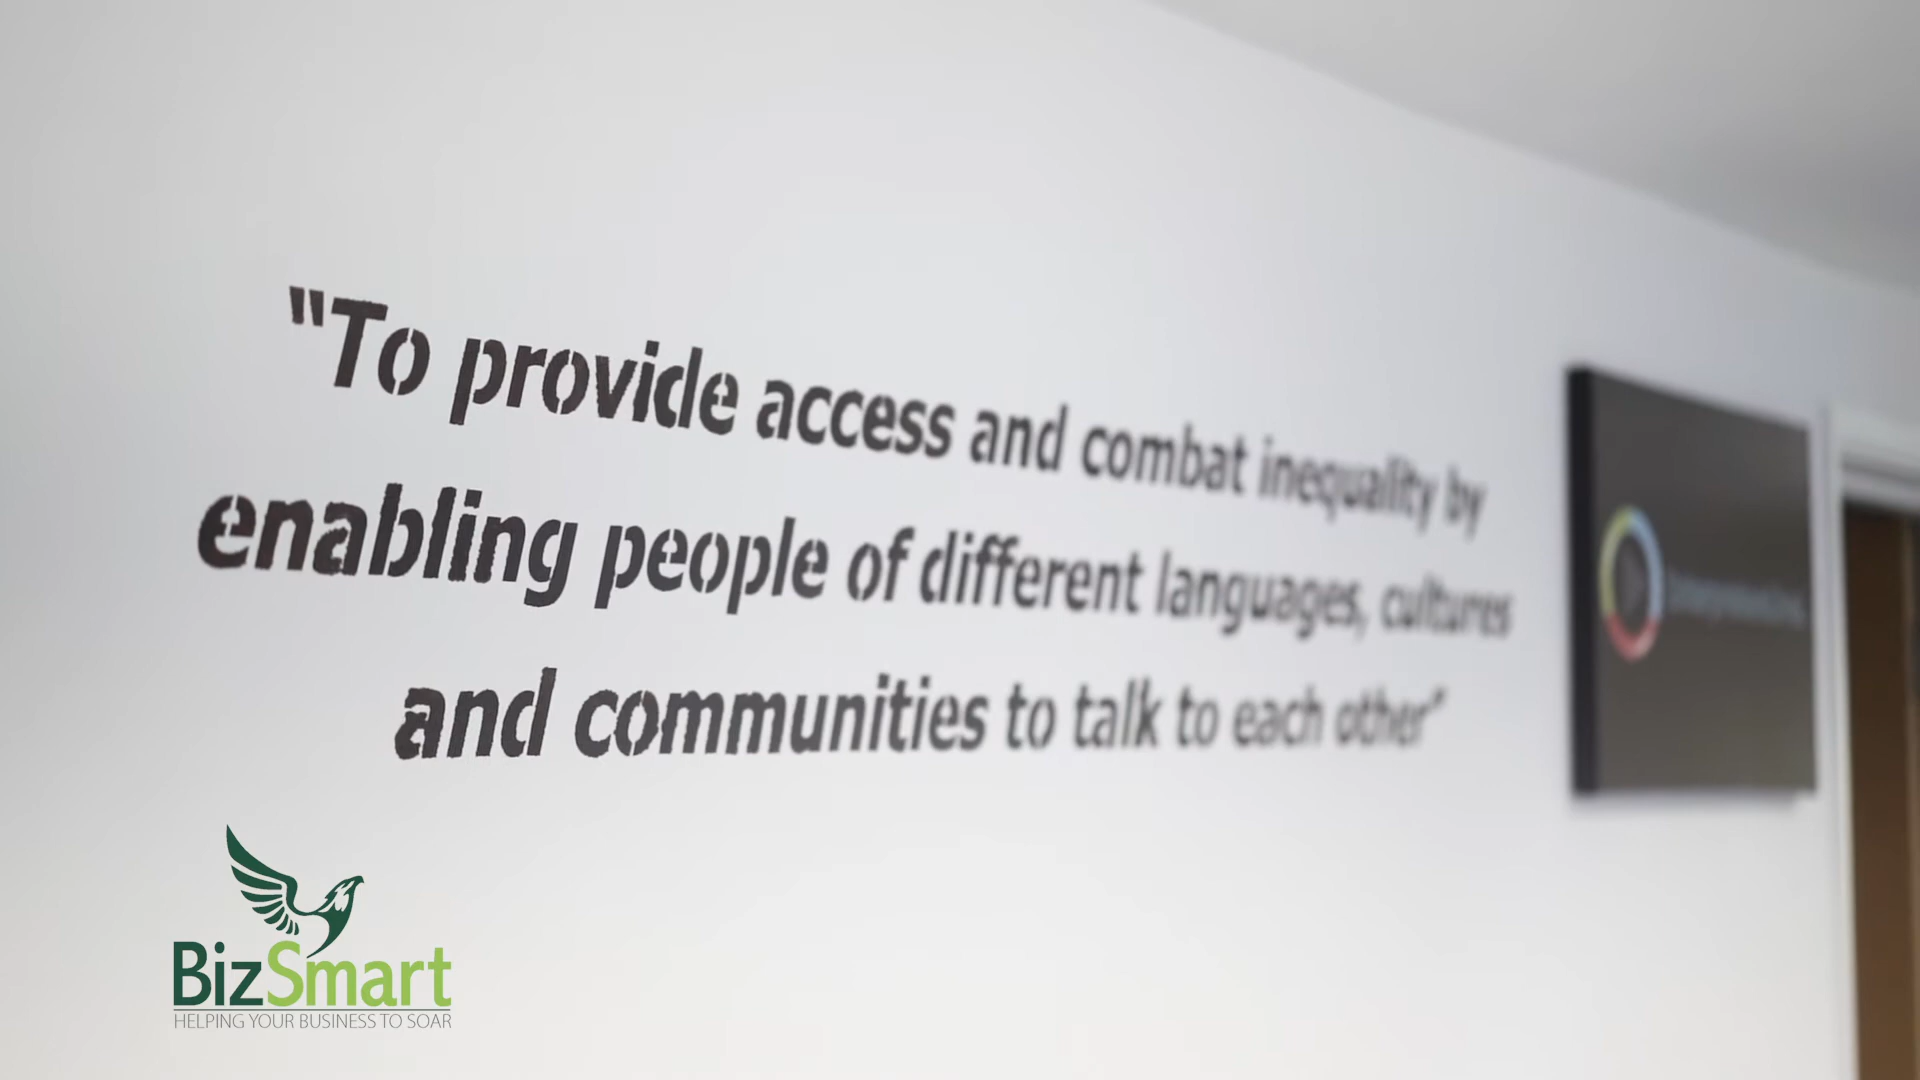 "To provide access and combat inequality by
enabling people of different languages, cultures
and communities to talk to each other"
BizSmart
HELPING YOUR BUSINESS TO SOAR